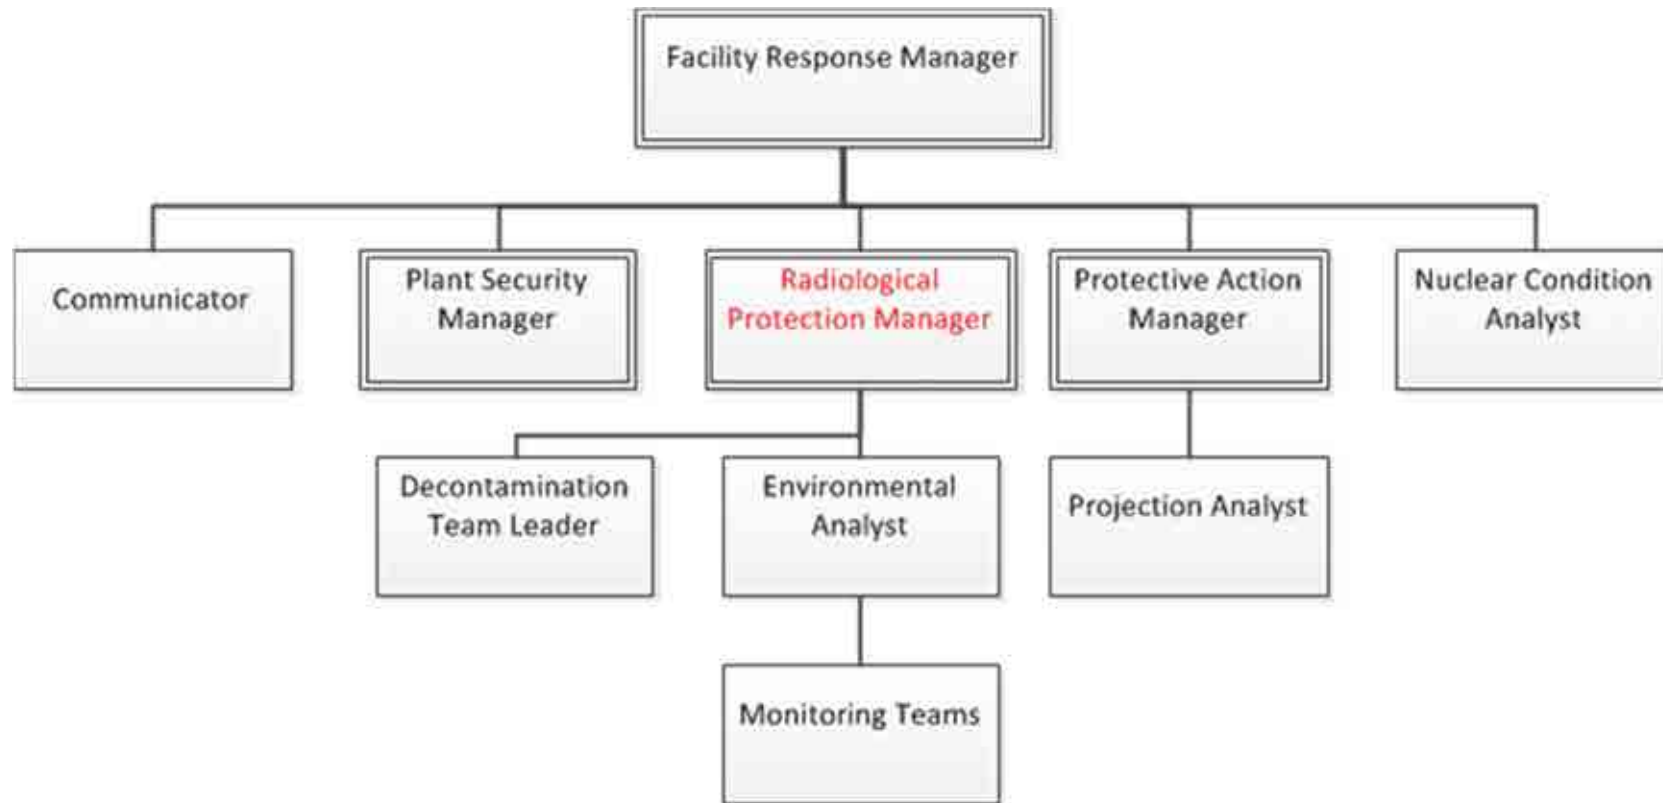 Facility Response Manager
Communicator
Plant Security
Manager
Radiological
Protection Manager
Protective Action
Manager
Nuclear Condition
Analyst
Decontamination
Team Leader
Environmental
Analyst
Projection Analyst
Monitoring Teams